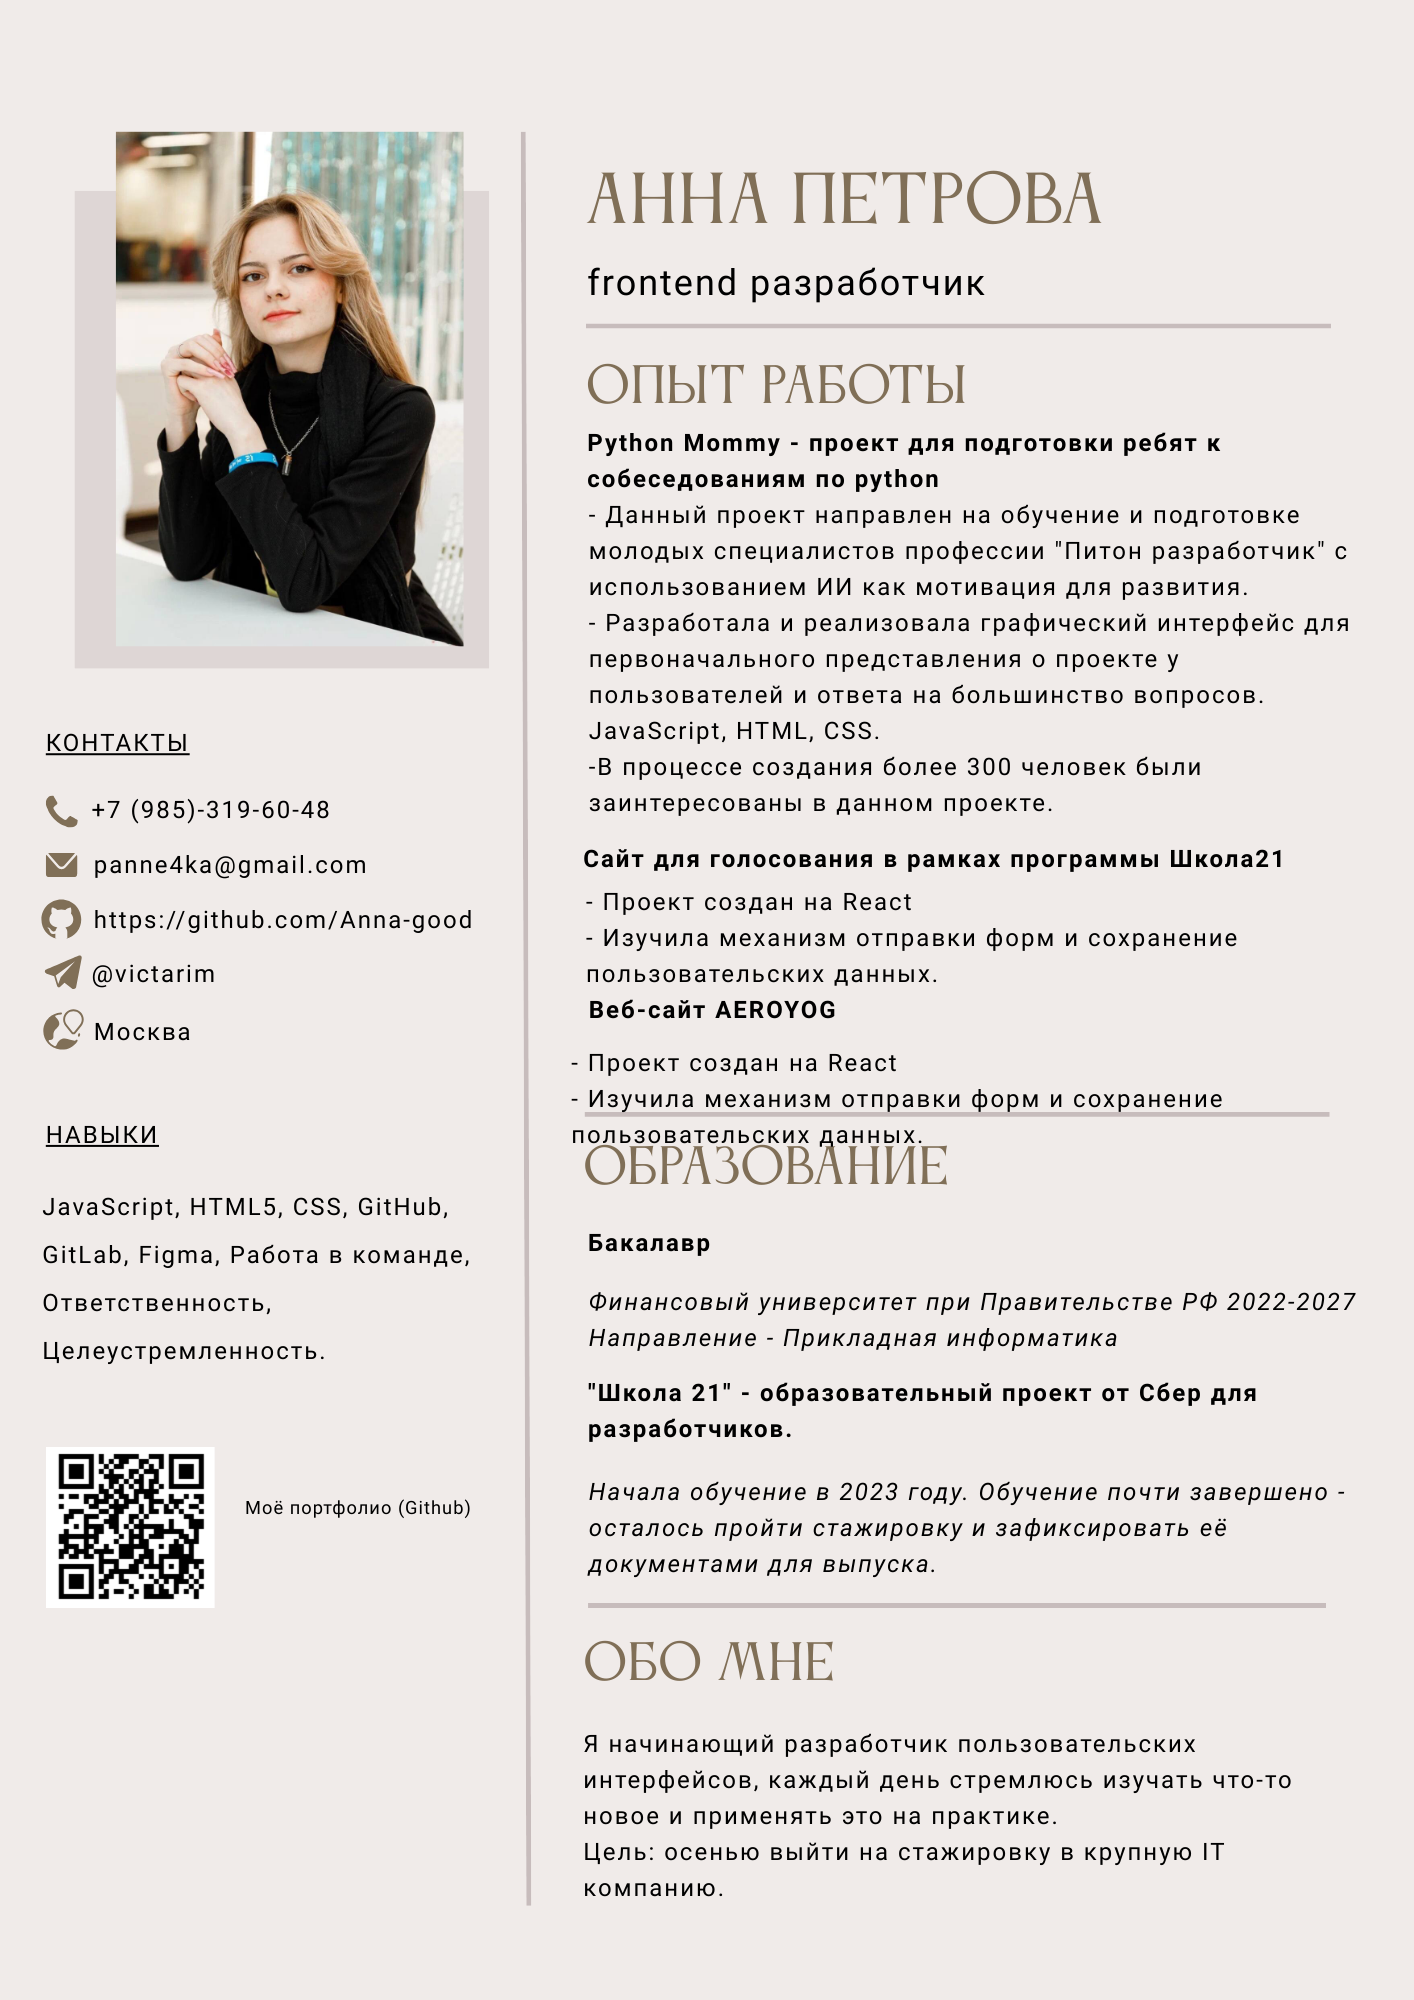 АННА ПЕТРОВА
frontend разработчик
ОПЫТ РАБОТЫ
Python Mommy - проект для подготовки ребят к
собеседованиям по python
- Данный проект направлен на обучение и подготовке
молодых специалистов профессии "Питон разработчик" с
использованием ИИ как мотивация для развития.
- Разработала и реализовала графический интерфейс для
первоначального представления о проекте у
пользователей и ответа на большинство вопросов.
JavaScript, HTML, CSS.
-В процессе создания более 300 человек были
заинтересованы в данном проекте.
Сайт для голосования в рамках программы Школа21
- Проект создан на React
- Изучила механизм отправки форм и сохранение
пользовательских данных.
Веб-сайт AEROYOG
- Проект создан на React
- Изучила механизм отправки форм и сохранение
пользовательских данных.
ОБРАЗОВАНИЕ
Бакалавр
Финансовый университет при Правительстве РФ 2022-2027
Направление - Прикладная информатика
"Школа 21" - образовательный проект от Сбер для
разработчиков.
Начала обучение в 2023 году. Обучение почти завершено -
осталось пройти стажировку и зафиксировать её
документами для выпуска.
ОБО МНЕ
Я начинающий разработчик пользовательских
интерфейсов, каждый день стремлюсь изучать что-то
новое и применять это на практике.
Цель: осенью выйти на стажировку в крупную IT
компанию.
КОНТАКТЫ
+7 (985)-319-60-48
panne4ka@gmail.com
https://github.com/Anna-good
@victarim
Москва
НАВЫКИ
JavaScript, HTML5, CSS, GitHub,
GitLab, Figma, Работа в команде,
Ответственность,
Целеустремленность.
Моё портфолио (Github)